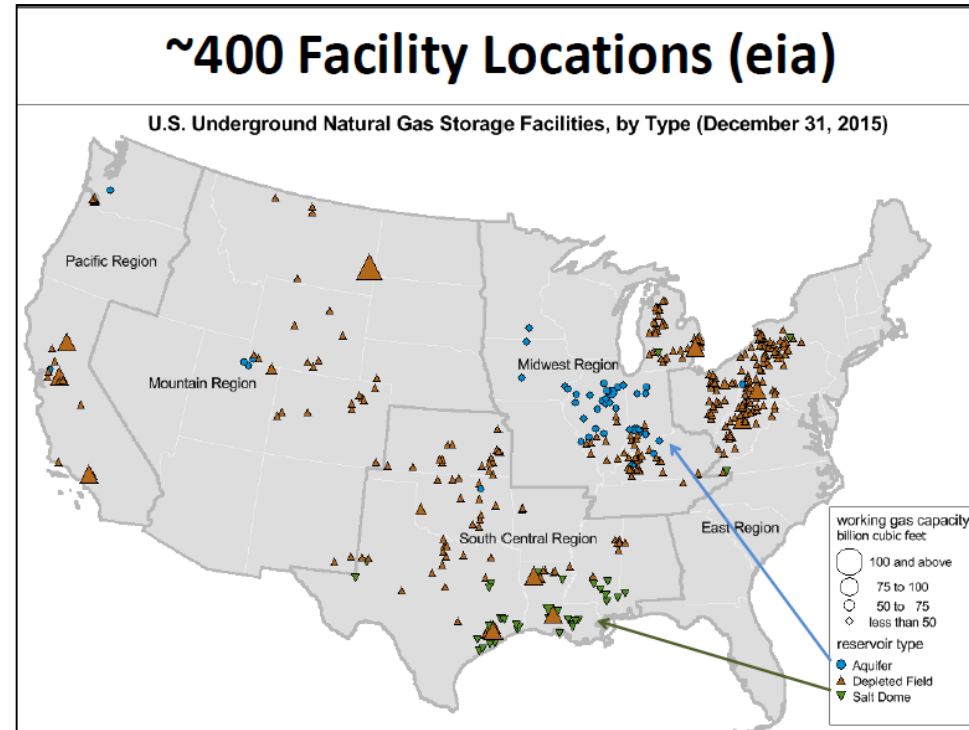 ~400 Facility Locations (eia)
U.S. Underground Natural Gas Storage Facilities, by Type (December 31, 2015)
Pacific Region
Mountain Region
Midwest Region
South Central Region
East Region
working gas capacity
billion cubic feet
100 and above
75 to 100
50 to 75
less than 50
reservoir type
Aquifer
Depleted Field
Salt Dome